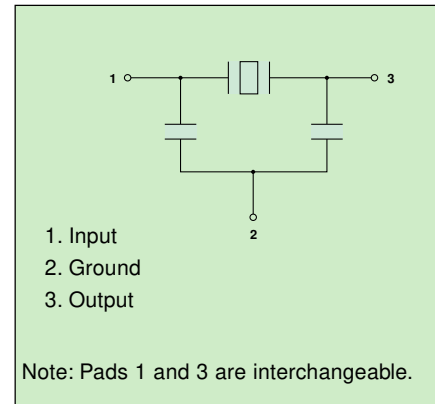 1 3
2
1. Input
2. Ground
3. Output
Note: Pads 1 and 3 are interchangeable.